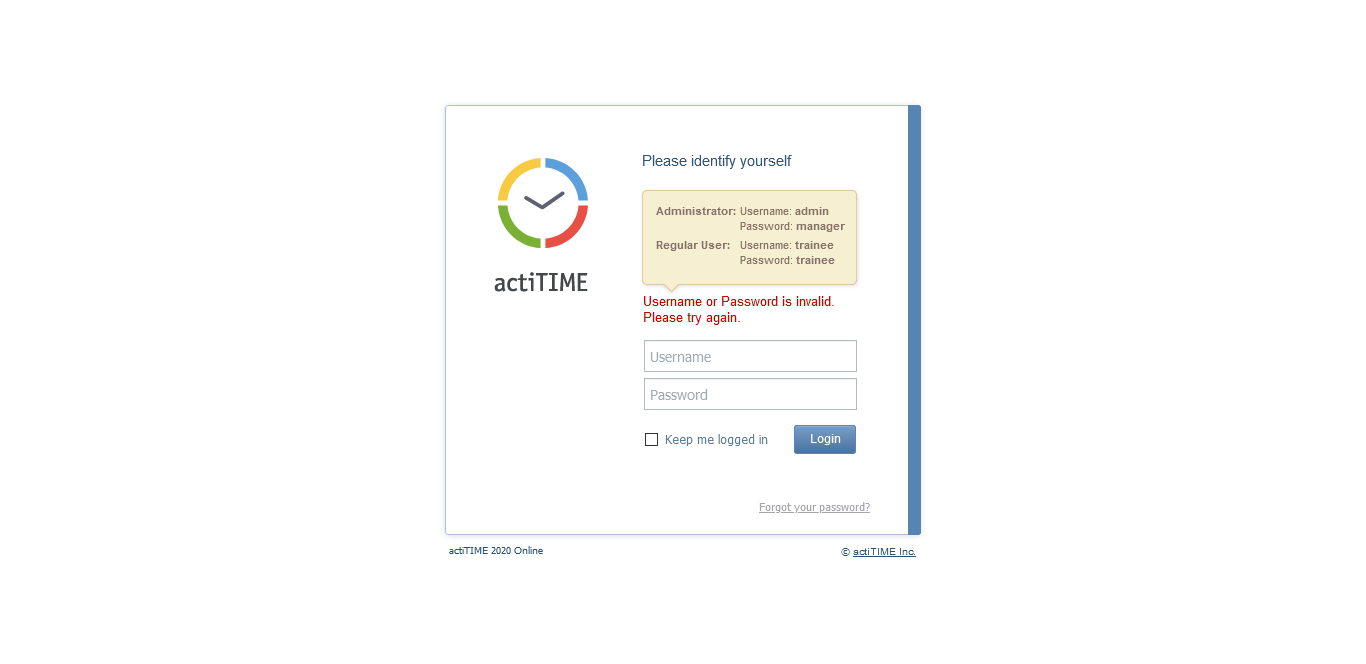 actiTIME
Please identify yourself
Administrator: Username: admin
Password: manager
Regular User: Username: trainee
Password: trainee
Username or Password is invalid.
Please try again.
Username
Password
Keep me logged in
Login
Forgot your password?
actiTIME 2020 Online
© actiTIME Inc.